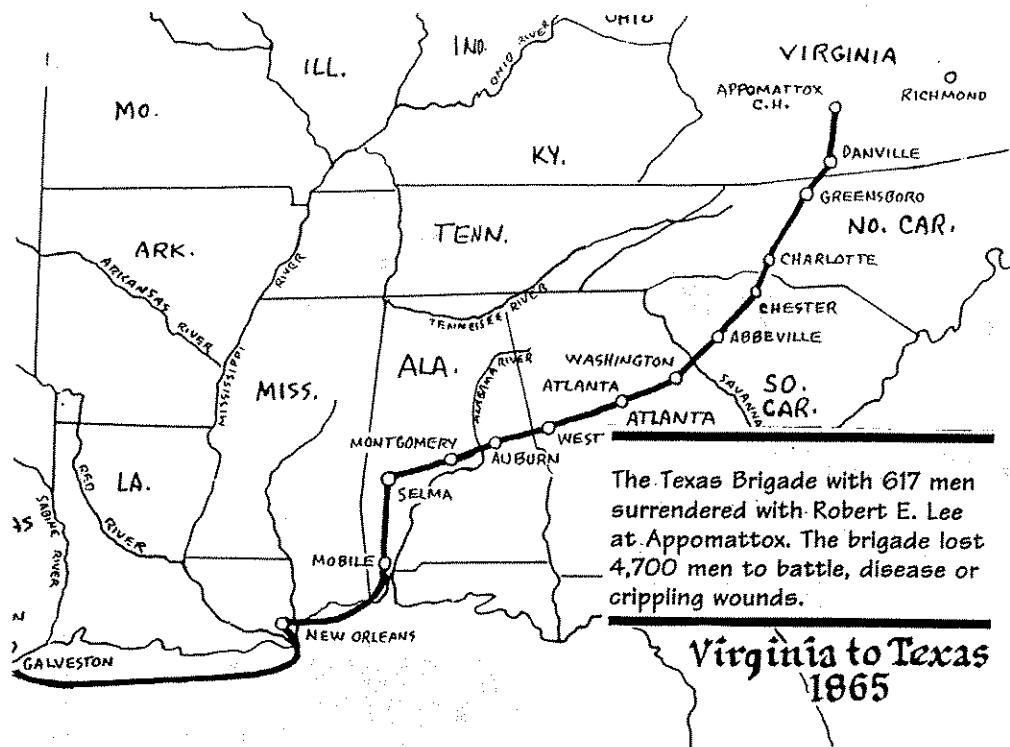 OHIO
IND.
OHIO RIVER
ILL.
VIRGINIA
APPOMATTOX
C.H.
RICHMOND
MO.
KY.
DANVILLE
GREENSBORO
NO. CAR.
TENN.
ARK.
ARKANSAS
RIVER
MISSISSIPPI
RIVER
CHARLOTTE
TENNEISEE RIVER
CHESTER
ABBEVILLE
WASHINGTON
SAVANNA
SO.
CAR.
ALA.
ALABAMA RIVER
MISS.
ATLANTA
ATLANTA
WEST
MONTGOMERY
AUBURN
SELMA
LA.
RED
RIVER
SABINE RIVER
AS
MOBILE
NEW ORLEANS
N
GALVESTON
The Texas Brigade with 617 men
surrendered with Robert E. Lee
at Appomattox. The brigade lost
4,700 men to battle, disease or
crippling wounds.
Virginia to Texas
1865